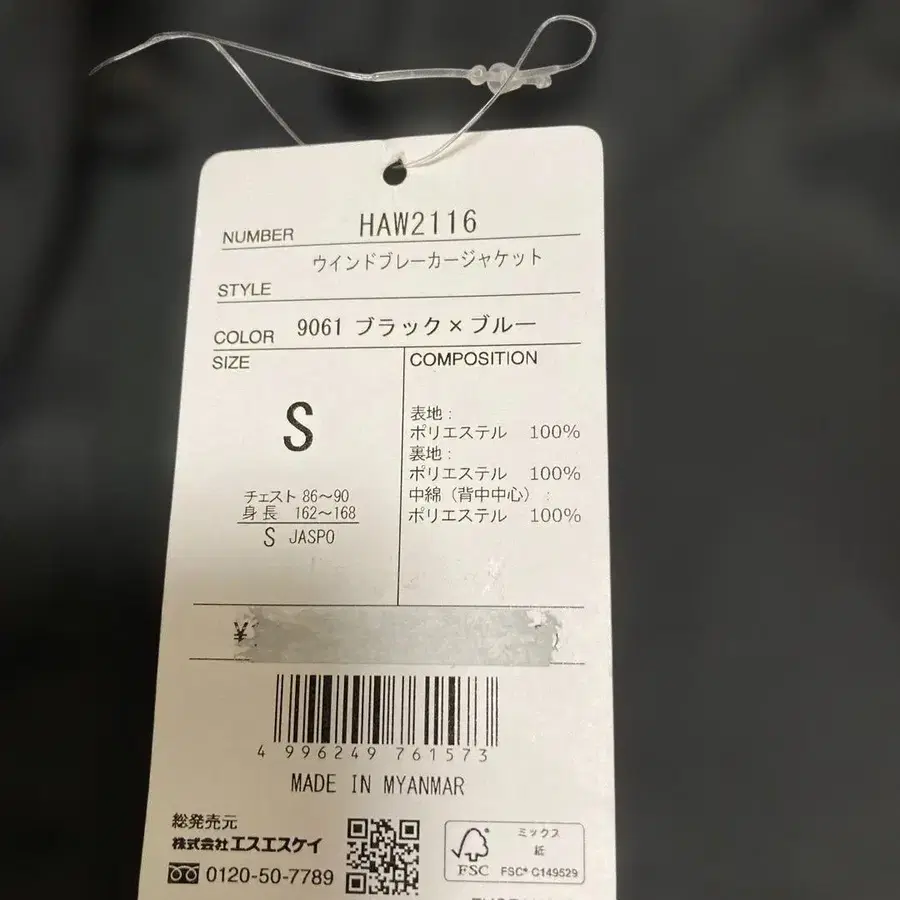 NUMBER HAW2116
ウインドブレーカージャケット
STYLE
COLOR 9061 ブラック×ブルー
SIZE
S
チェスト 86～90
身長 162～168
S JASPO
COMPOSITION
表地：
ポリエステル 100%
裏地：
ポリエステル 100%
中綿（背中中心）：
ポリエステル 100%
¥
4 996249 761573
MADE IN MYANMAR
総発売元
株式会社エスエスケイ
0120-50-7789
ミックス
紙
FSC
FSC® C149529